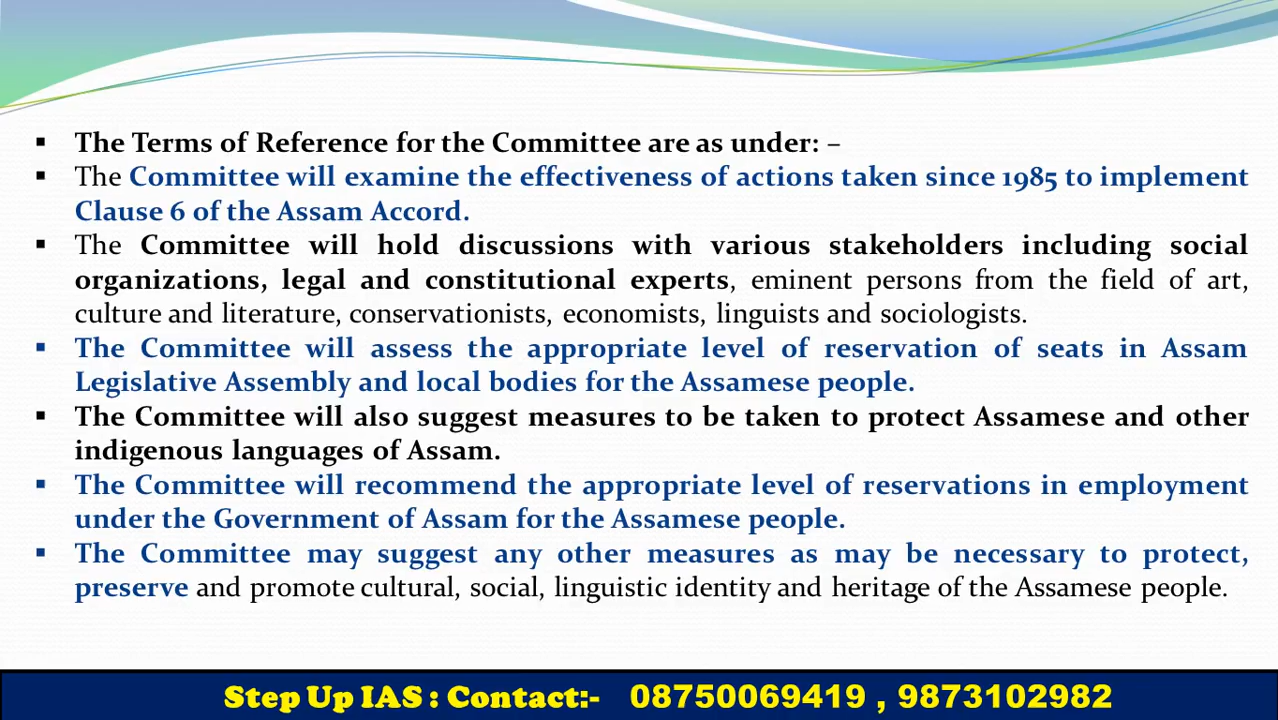 ▪ The Terms of Reference for the Committee are as under: –
▪ The Committee will examine the effectiveness of actions taken since 1985 to implement
Clause 6 of the Assam Accord.
▪ The Committee will hold discussions with various stakeholders including social
organizations, legal and constitutional experts, eminent persons from the field of art,
culture and literature, conservationists, economists, linguists and sociologists.
▪ The Committee will assess the appropriate level of reservation of seats in Assam
Legislative Assembly and local bodies for the Assamese people.
▪ The Committee will also suggest measures to be taken to protect Assamese and other
indigenous languages of Assam.
▪ The Committee will recommend the appropriate level of reservations in employment
under the Government of Assam for the Assamese people.
▪ The Committee may suggest any other measures as may be necessary to protect,
preserve and promote cultural, social, linguistic identity and heritage of the Assamese people.
Step Up IAS : Contact:- 08750069419 , 9873102982